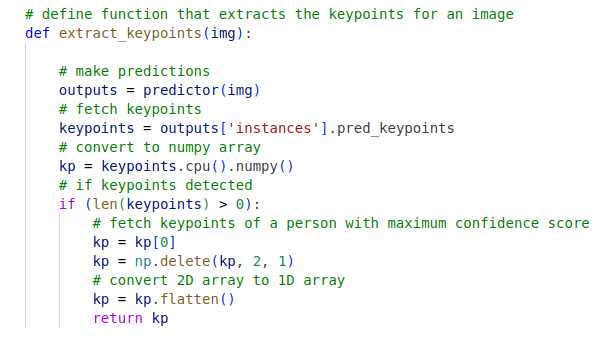 # define function that extracts the keypoints for an image
def extract_keypoints(img):
# make predictions
outputs = predictor(img)
# fetch keypoints
keypoints = outputs['instances'].pred_keypoints
# convert to numpy array
kp = keypoints.cpu().numpy()
# if keypoints detected
if (len(keypoints) > 0):
# fetch keypoints of a person with maximum confidence score
kp = kp[0]
kp = np.delete(kp, 2, 1)
# convert 2D array to 1D array
kp = kp.flatten()
return kp